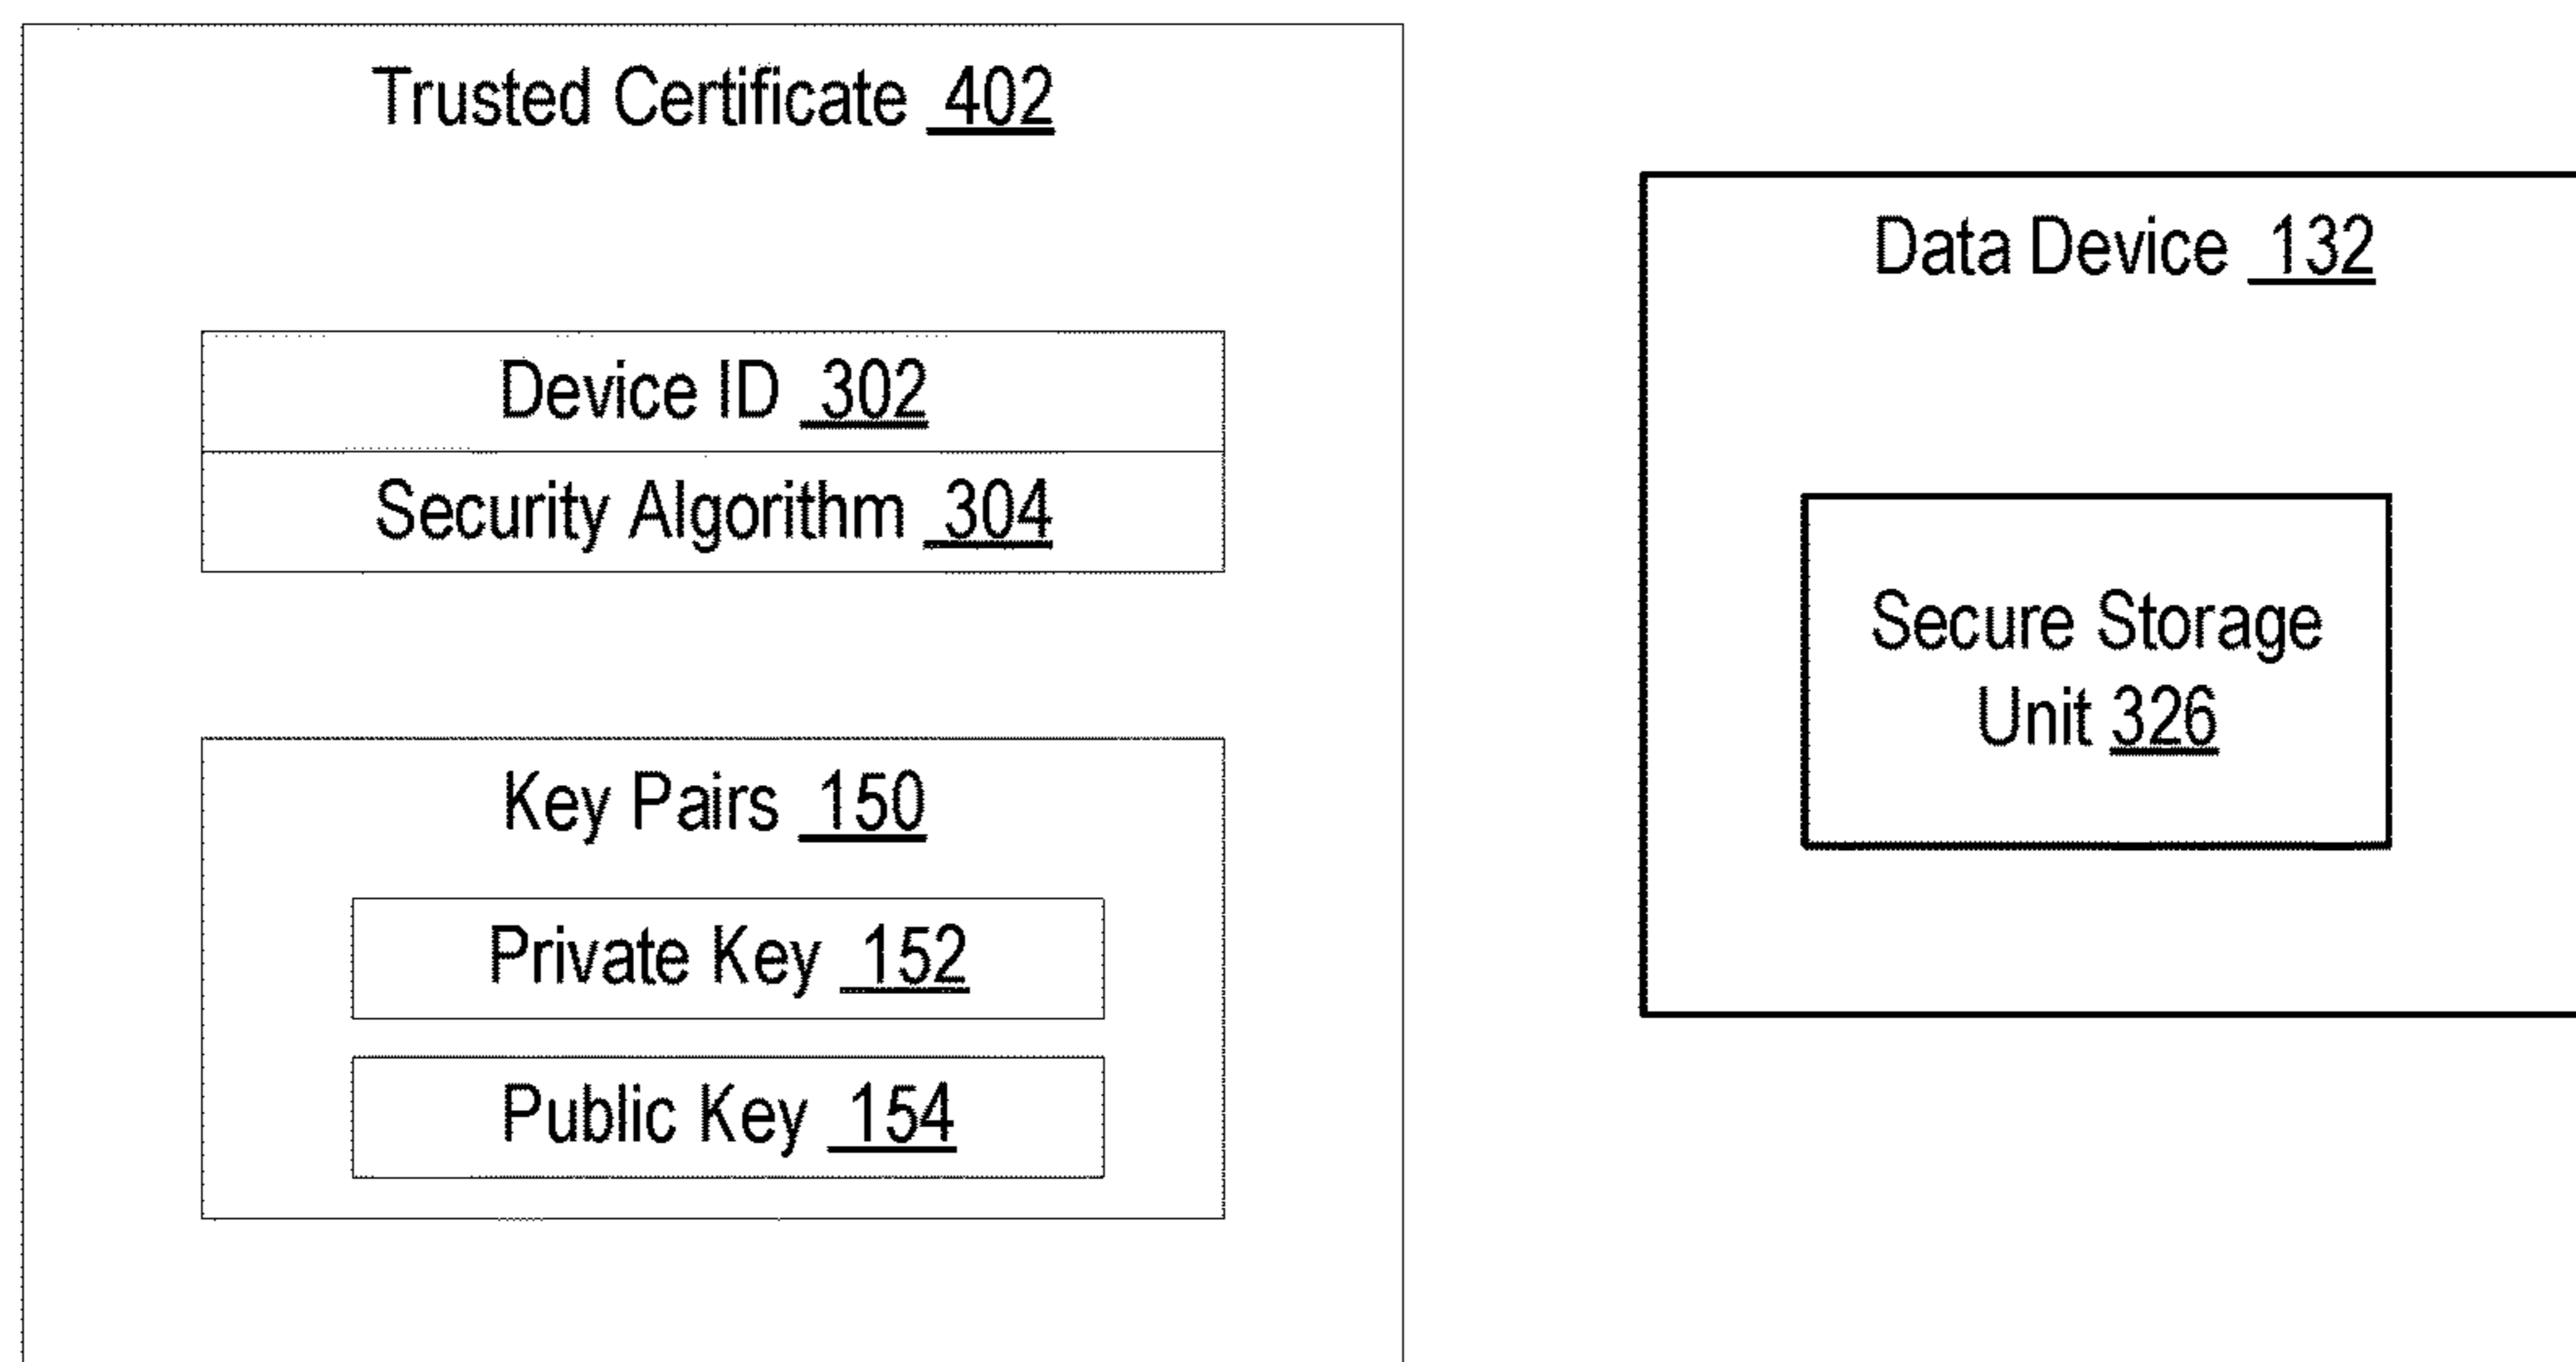 Trusted Certificate 402
Device ID 302
Security Algorithm 304
Key Pairs 150
Private Key 152
Public Key 154
Data Device 132
Secure Storage
Unit 326